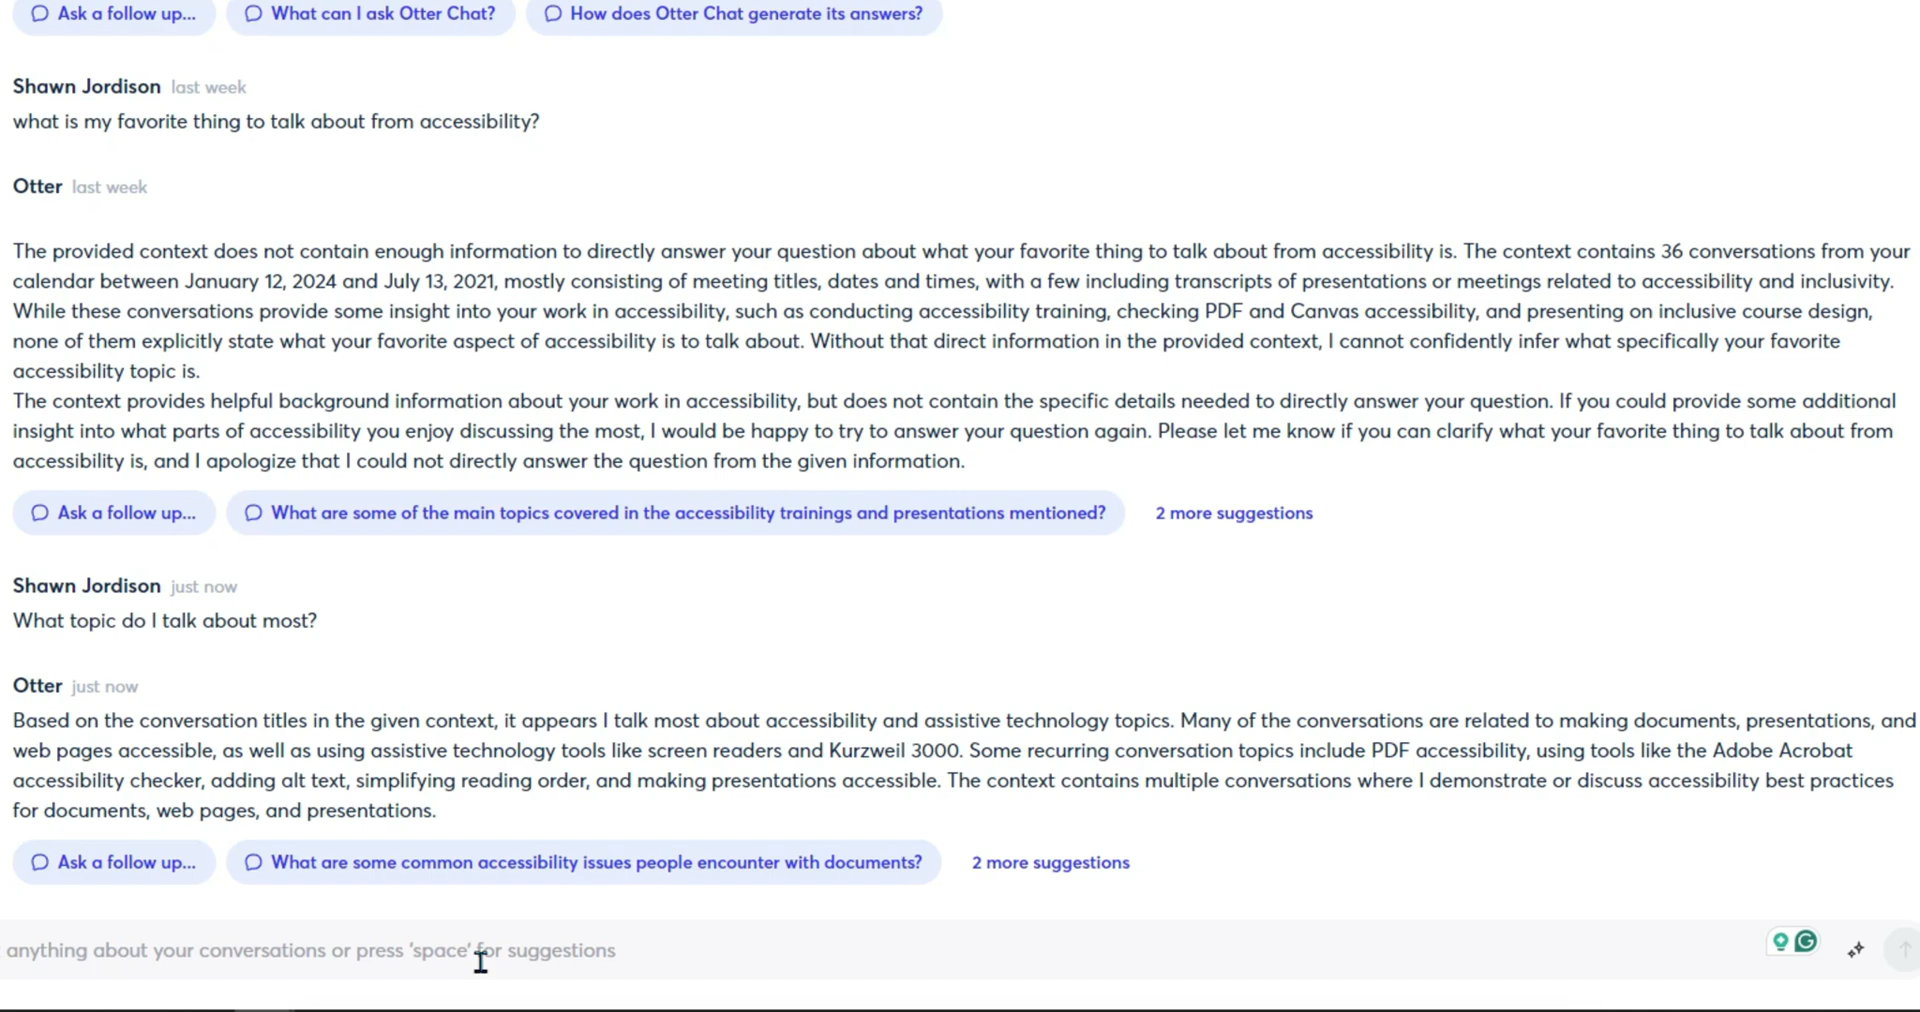 Ask a follow up... What can I ask Otter Chat? How does Otter Chat generate its answers?
Shawn Jordison last week
what is my favorite thing to talk about from accessibility?
Otter last week
The provided context does not contain enough information to directly answer your question about what your favorite thing to talk about from accessibility is. The context contains 36 conversations from your
calendar between January 12, 2024 and July 13, 2021, mostly consisting of meeting titles, dates and times, with a few including transcripts of presentations or meetings related to accessibility and inclusivity.
While these conversations provide some insight into your work in accessibility, such as conducting accessibility training, checking PDF and Canvas accessibility, and presenting on inclusive course design,
none of them explicitly state what your favorite aspect of accessibility is to talk about. Without that direct information in the provided context, I cannot confidently infer what specifically your favorite
accessibility topic is.
The context provides helpful background information about your work in accessibility, but does not contain the specific details needed to directly answer your question. If you could provide some additional
insight into what parts of accessibility you enjoy discussing the most, I would be happy to try to answer your question again. Please let me know if you can clarify what your favorite thing to talk about from
accessibility is, and I apologize that I could not directly answer the question from the given information.
Ask a follow up... What are some of the main topics covered in the accessibility trainings and presentations mentioned? 2 more suggestions
Shawn Jordison just now
What topic do I talk about most?
Otter just now
Based on the conversation titles in the given context, it appears I talk most about accessibility and assistive technology topics. Many of the conversations are related to making documents, presentations, and
web pages accessible, as well as using assistive technology tools like screen readers and Kurzweil 3000. Some recurring conversation topics include PDF accessibility, using tools like the Adobe Acrobat
accessibility checker, adding alt text, simplifying reading order, and making presentations accessible. The context contains multiple conversations where I demonstrate or discuss accessibility best practices
for documents, web pages, and presentations.
Ask a follow up... What are some common accessibility issues people encounter with documents? 2 more suggestions
anything about your conversations or press 'space' for suggestions